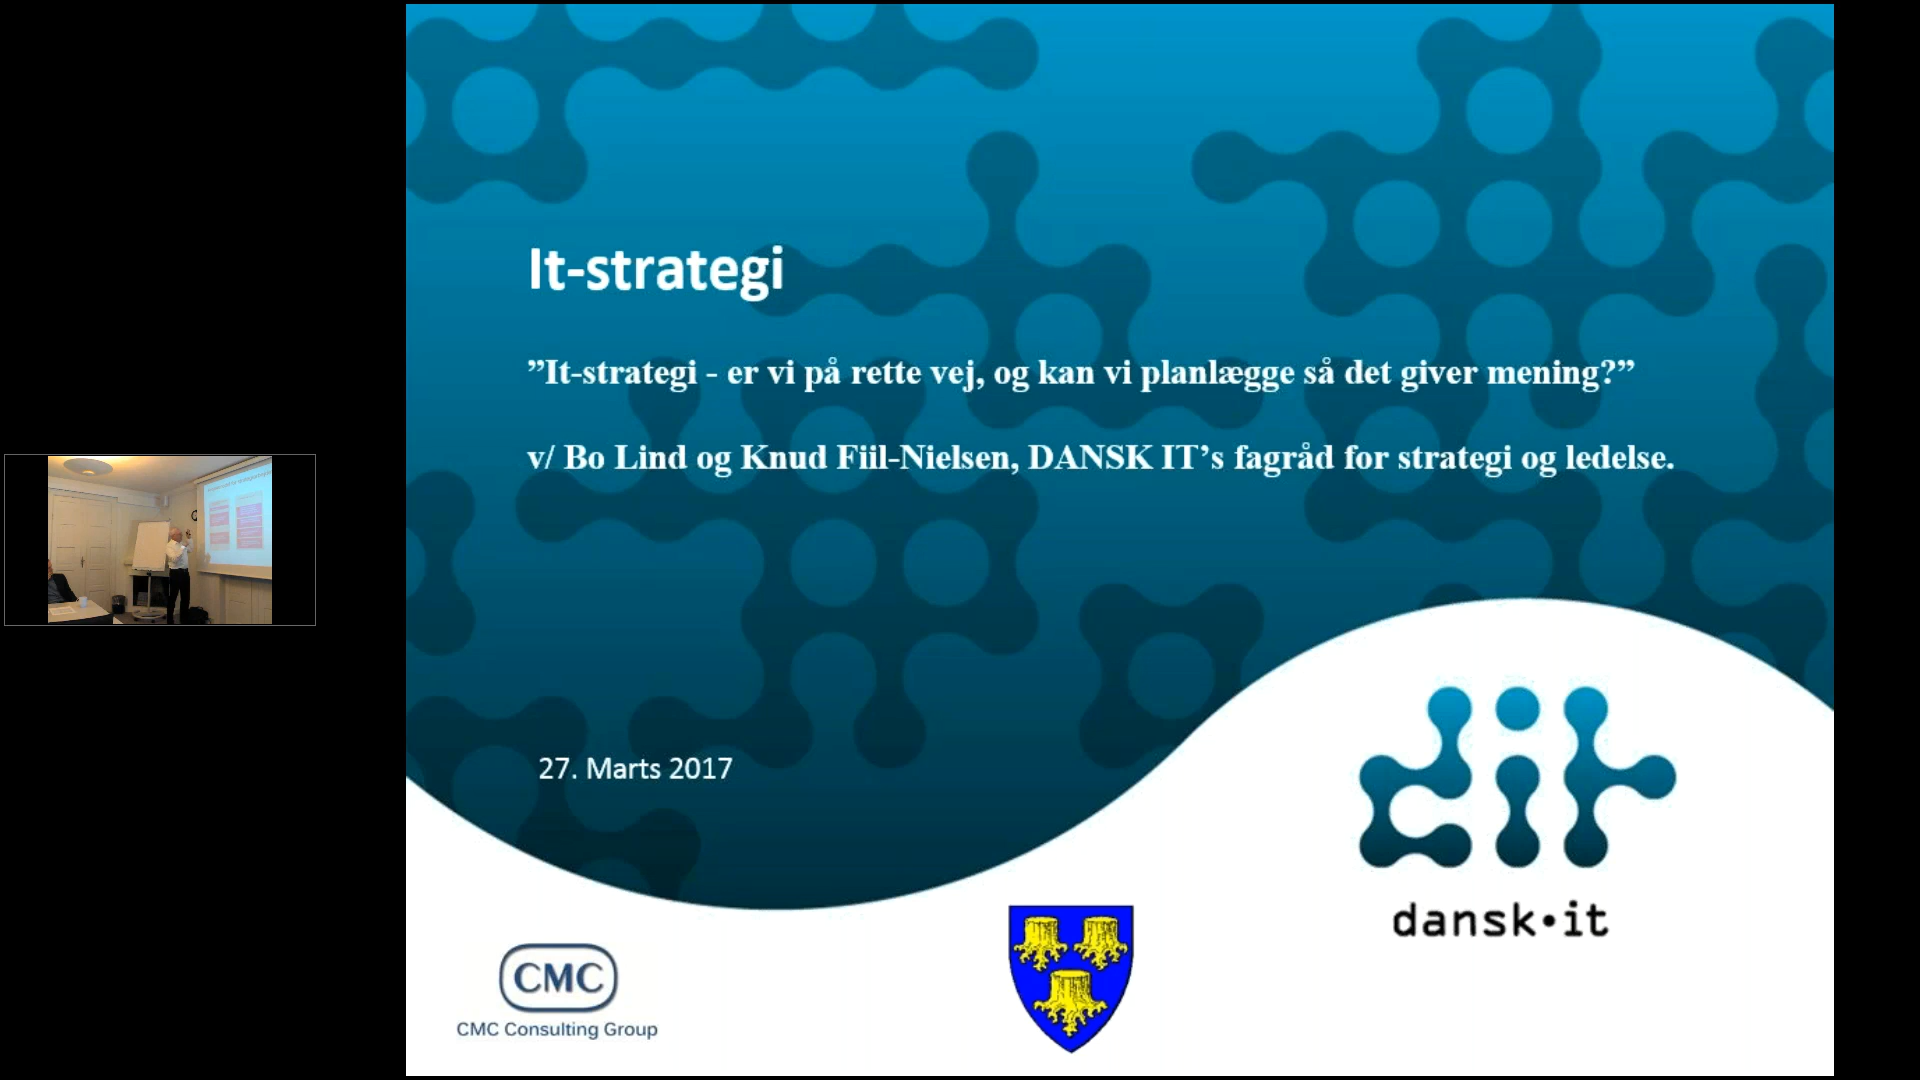 It-strategi
”It-strategi - er vi på rette vej, og kan vi planlægge så det giver mening?”
v/ Bo Lind og Knud Fiil-Nielsen, DANSK IT’s fagråd for strategi og ledelse.
27. Marts 2017
dit
dansk•it
CMC
CMC Consulting Group